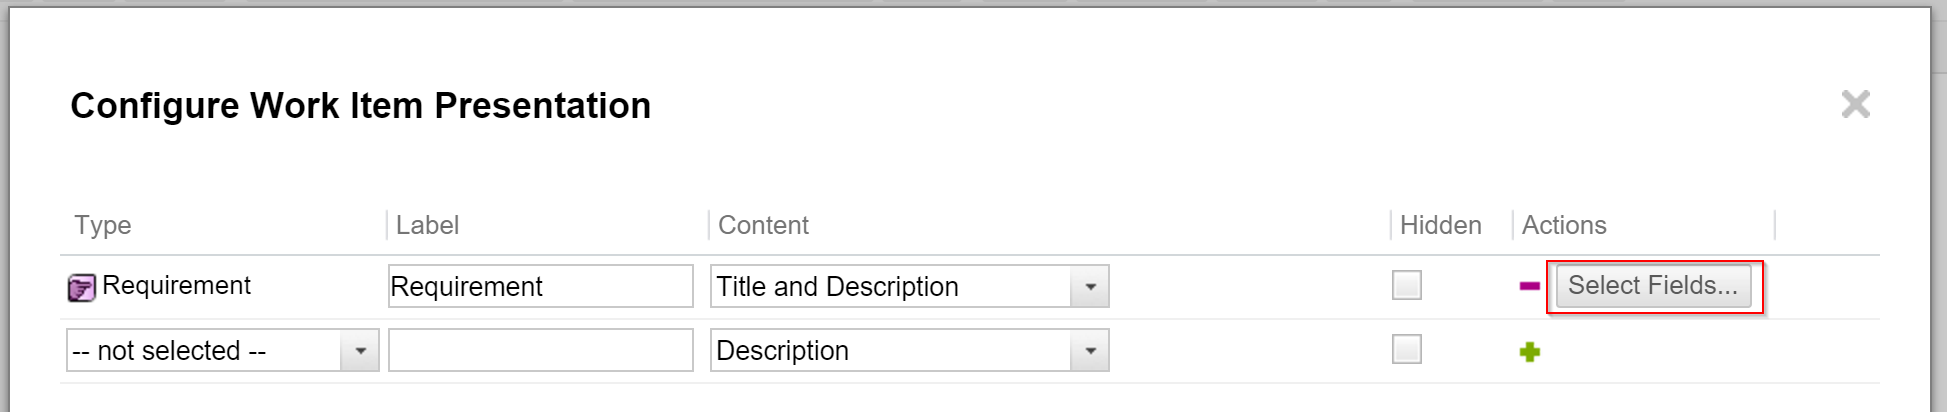 Configure Work Item Presentation
Type Label Content Hidden Actions
Requirement Requirement Title and Description Select Fields...
-- not selected -- Description